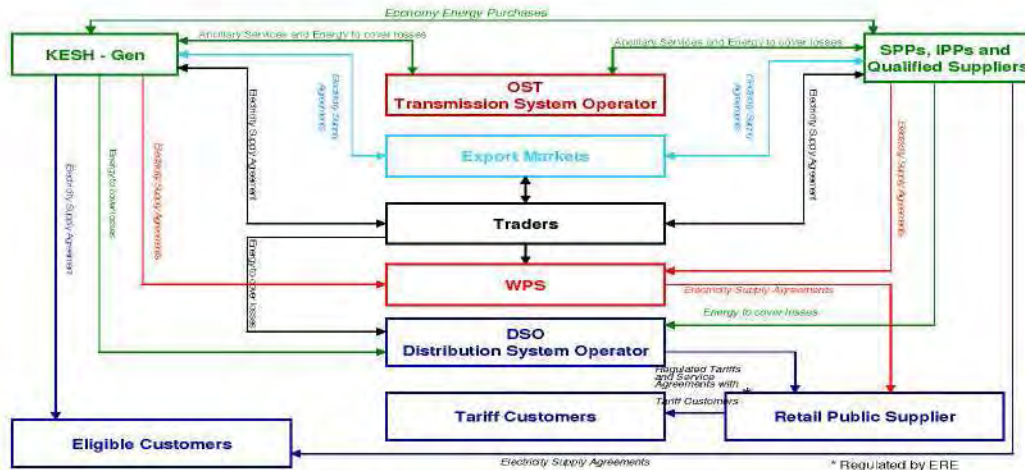 Economy Energy Purchases
KESH - Gen
Ancillary Services and Energy to cover losses
Ancillary Services and Energy to cover losses
SPPs, IPPs and
Qualified Suppliers
OST
Transmission System Operator
Electricity Supply
Agreements
Electricity Supply
Agreements
Electricity Supply Agreement
Electricity Supply Agreement
Export Markets
Electricity Supply Agreement
Energy to cover losses
Electricity Supply Agreements
Electricity Supply Agreements
Traders
Energy to cover losses
WPS
Electricity Supply Agreements
Energy to cover losses
DSO
Distribution System Operator
Regulated Tariffs
and Service
Agreements with
Tariff Customers
*
Tariff Customers
Retail Public Supplier
Eligible Customers
Electricity Supply Agreements
* Regulated by ERE